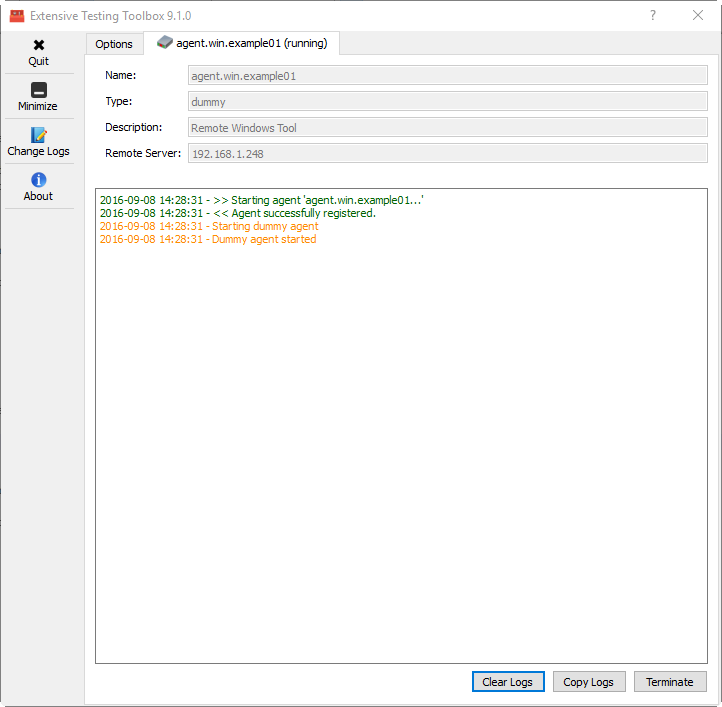 Extensive Testing Toolbox 9.1.0
?
Quit
Minimize
Change Logs
About
Options
agent.win.example01 (running)
Name: agent.win.example01
Type: dummy
Description: Remote Windows Tool
Remote Server: 192.168.1.248
2016-09-08 14:28:31 - >> Starting agent 'agent.win.example01...'
2016-09-08 14:28:31 - << Agent successfully registered.
2016-09-08 14:28:31 - Starting dummy agent
2016-09-08 14:28:31 - Dummy agent started
Clear Logs
Copy Logs
Terminate